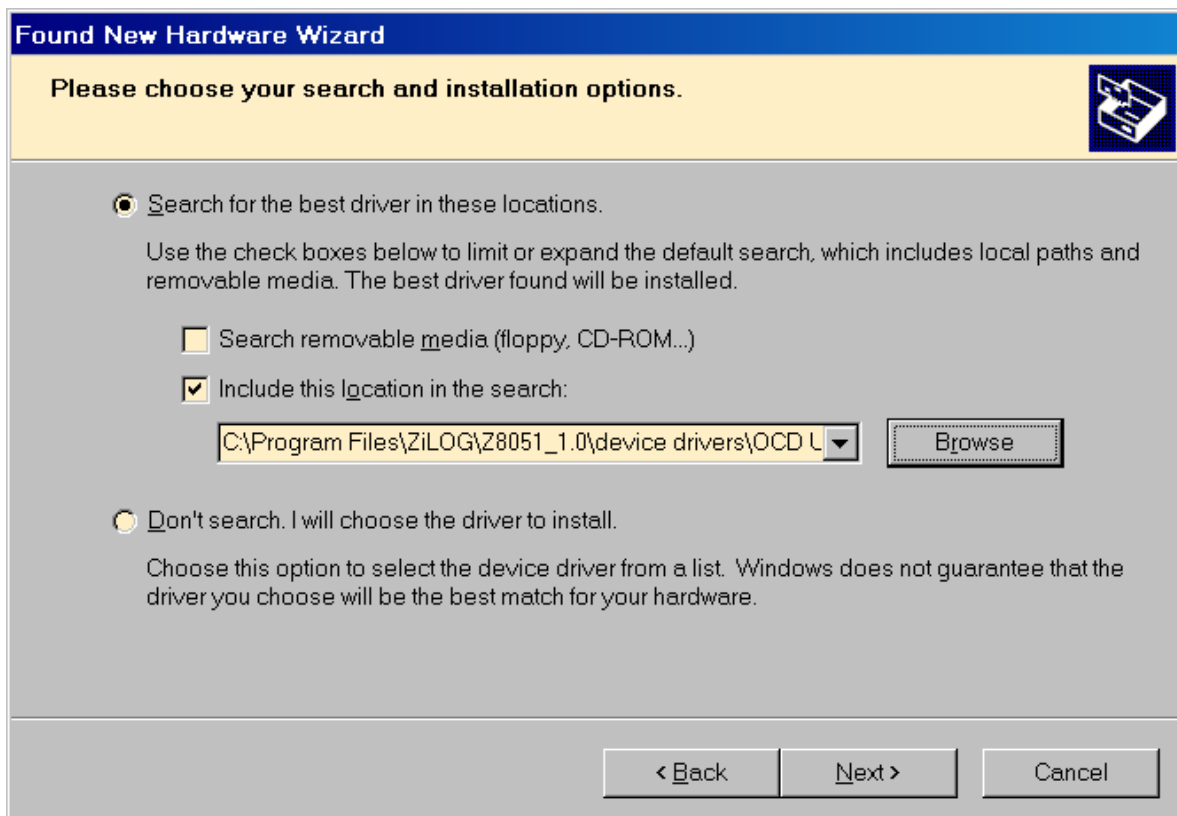 Found New Hardware Wizard
Please choose your search and installation options.
Search for the best driver in these locations.
Use the check boxes below to limit or expand the default search, which includes local paths and
removable media. The best driver found will be installed.
Search removable media (floppy, CD-ROM...)
Include this location in the search:
C:\Program Files\ZiLOG\Z8051_1.0\device drivers\OCD U
Browse
Don't search. I will choose the driver to install.
Choose this option to select the device driver from a list. Windows does not guarantee that the
driver you choose will be the best match for your hardware.
< Back
Next >
Cancel